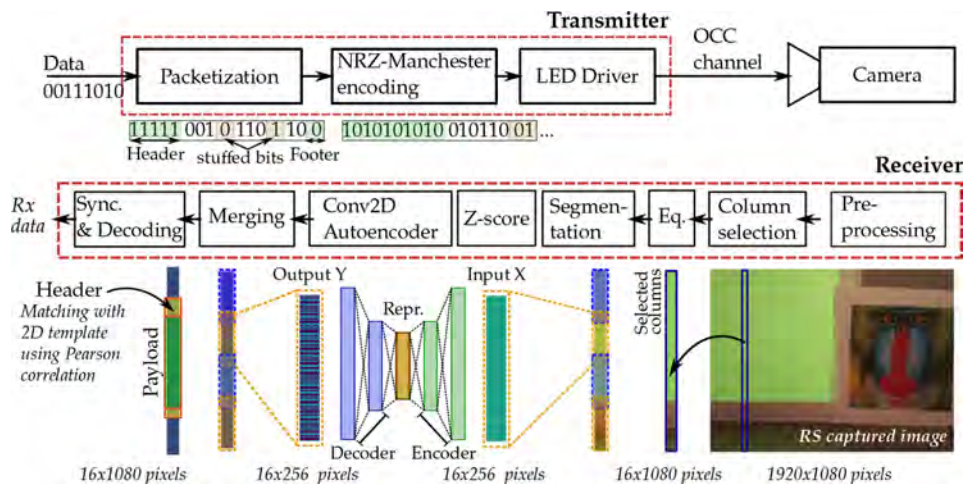 Transmitter
Data
00111010
Packetization
NRZ-Manchester
encoding
LED Driver
OCC
channel
Camera
11111 001 0 110 1 10 0
1010101010 010110 01 ...
Header
stuffed bits
Footer
Receiver
Rx
data
Sync.
& Decoding
Merging
Conv2D
Autoencoder
Z-score
Segmen-
tation
Eq.
Column
selection
Pre-
processing
Header
Matching with
2D template
using Pearson
correlation
Payload
Output Y
Repr.
Input X
Decoder
Encoder
Selected
columns
RS captured image
16x1080 pixels
16x256 pixels
16x256 pixels
16x1080 pixels
1920x1080 pixels